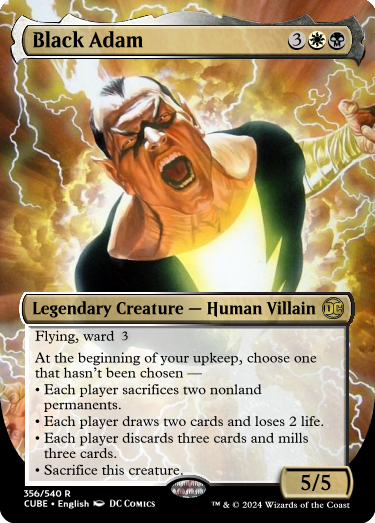 Black Adam 3
Legendary Creature — Human Villain DC
Flying, ward 3
At the beginning of your upkeep, choose one
that hasn't been chosen —
• Each player sacrifices two nonland
permanents.
• Each player draws two cards and loses 2 life.
• Each player discards three cards and mills
three cards.
• Sacrifice this creature.
5/5
356/540 R
CUBE • English DC COMICS
™ & © 2024 Wizards of the Coast